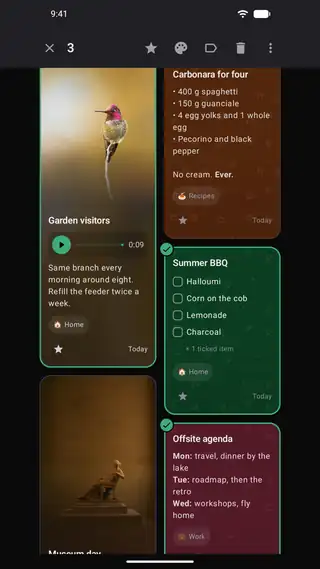 9:41
3
Garden visitors
0:09
Same branch every
morning around eight.
Refill the feeder twice a
week.
Home
Today
Museum day
Carbonara for four
• 400 g spaghetti
• 150 g guanciale
• 4 egg yolks and 1 whole
egg
• Pecorino and black
pepper
No cream. Ever.
Recipes
Today
Summer BBQ
Halloumi
Corn on the cob
Lemonade
Charcoal
+ 1 ticked item
Home
Today
Offsite agenda
Mon: travel, dinner by the
lake
Tue: roadmap, then the
retro
Wed: workshops, fly
home
Work